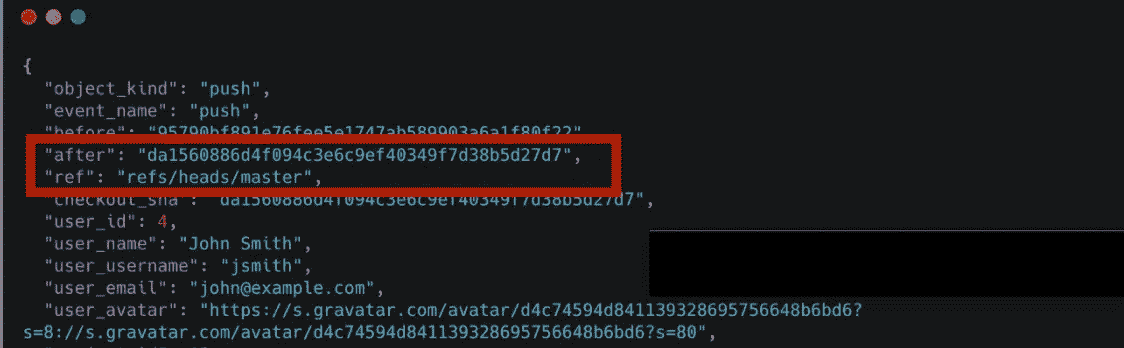 {
"object_kind": "push",
"event_name": "push",
"before": "95790bf891e76fee5e1747ab589903a6a1f80f22"
"after": "da1560886d4f094c3e6c9ef40349f7d38b5d27d7",
"ref": "refs/heads/master",
"checkout_sha "da1560886d4f094c3e6c9ef40349f7d38b5d27d7",
"user_id": 4,
"user_name": "John Smith",
"user_username": "jsmith",
"user_email": "john@example.com",
"user_avatar": "https://s.gravatar.com/avatar/d4c74594d841139328695756648b6bd6?
s=8://s.gravatar.com/avatar/d4c74594d841139328695756648b6bd6?s=80",